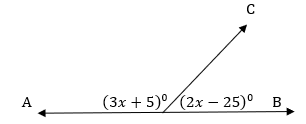 C
A (3x + 5)⁰ (2x − 25)⁰ B